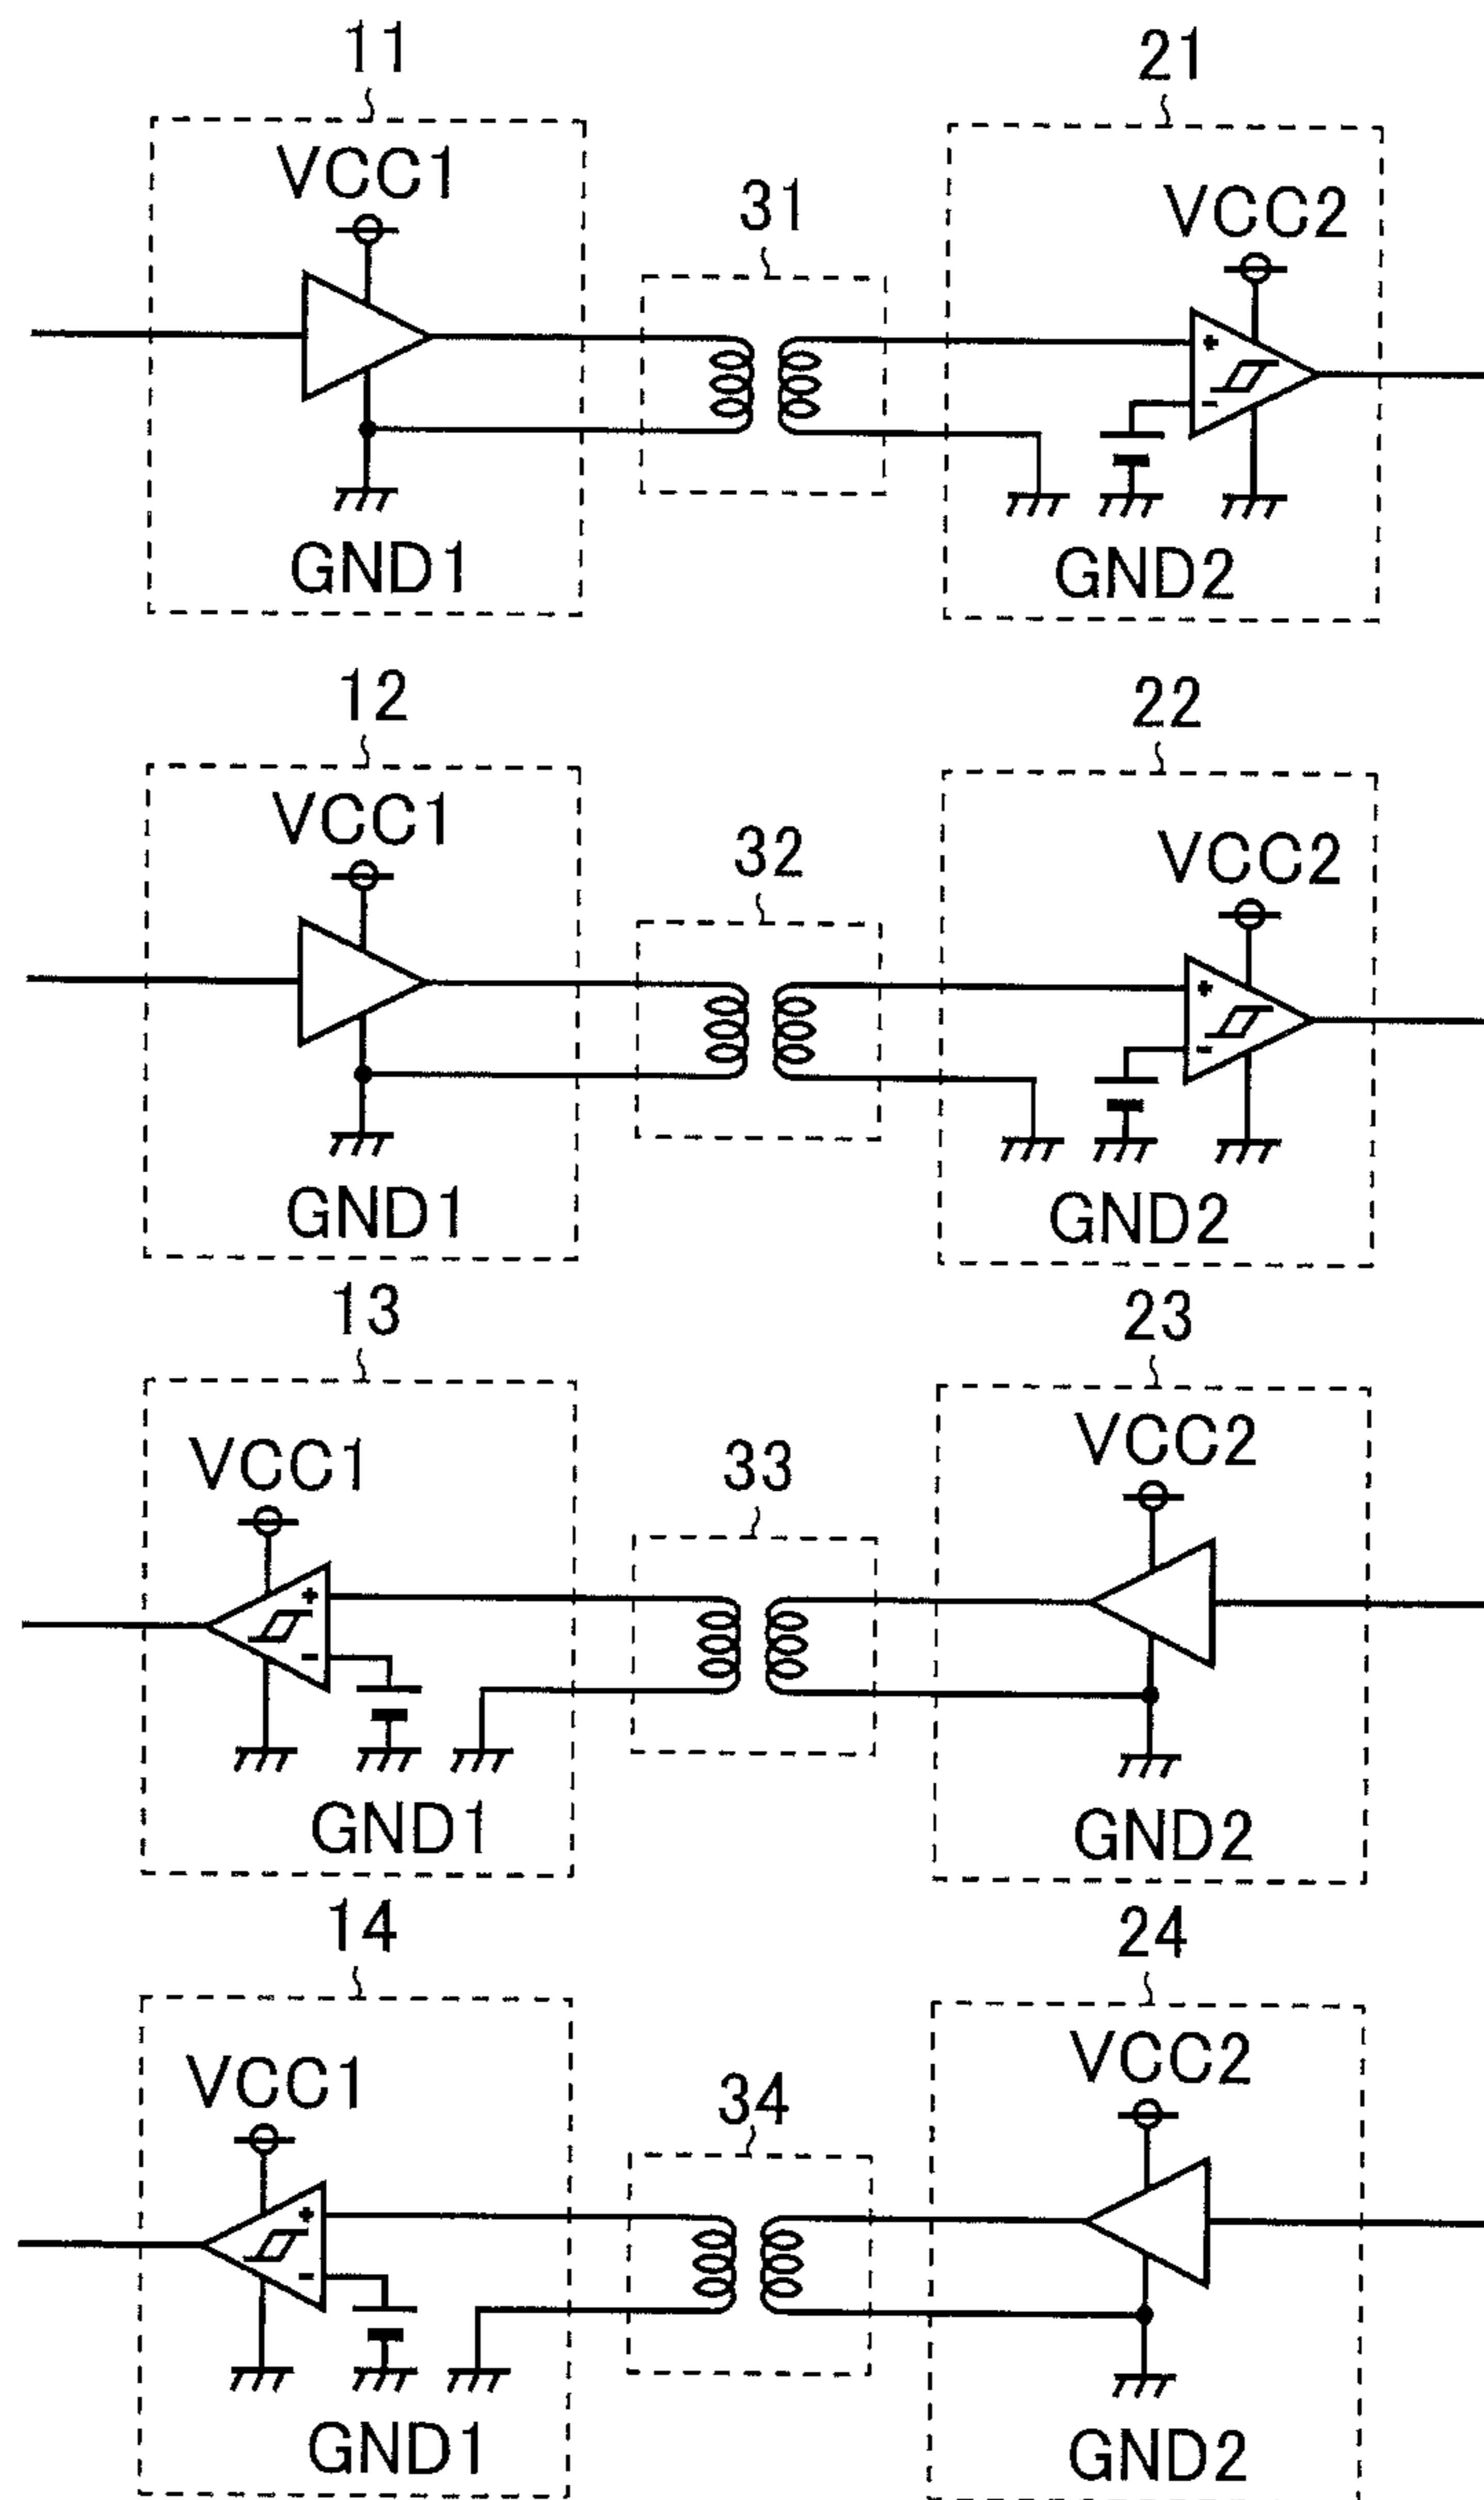 11
21
VCC1
31
VCC2
+
-
GND1
GND2
12
22
VCC1
32
VCC2
+
-
GND1
GND2
13
23
VCC1
33
VCC2
+
-
GND1
GND2
14
24
VCC1
34
VCC2
+
-
GND1
GND2